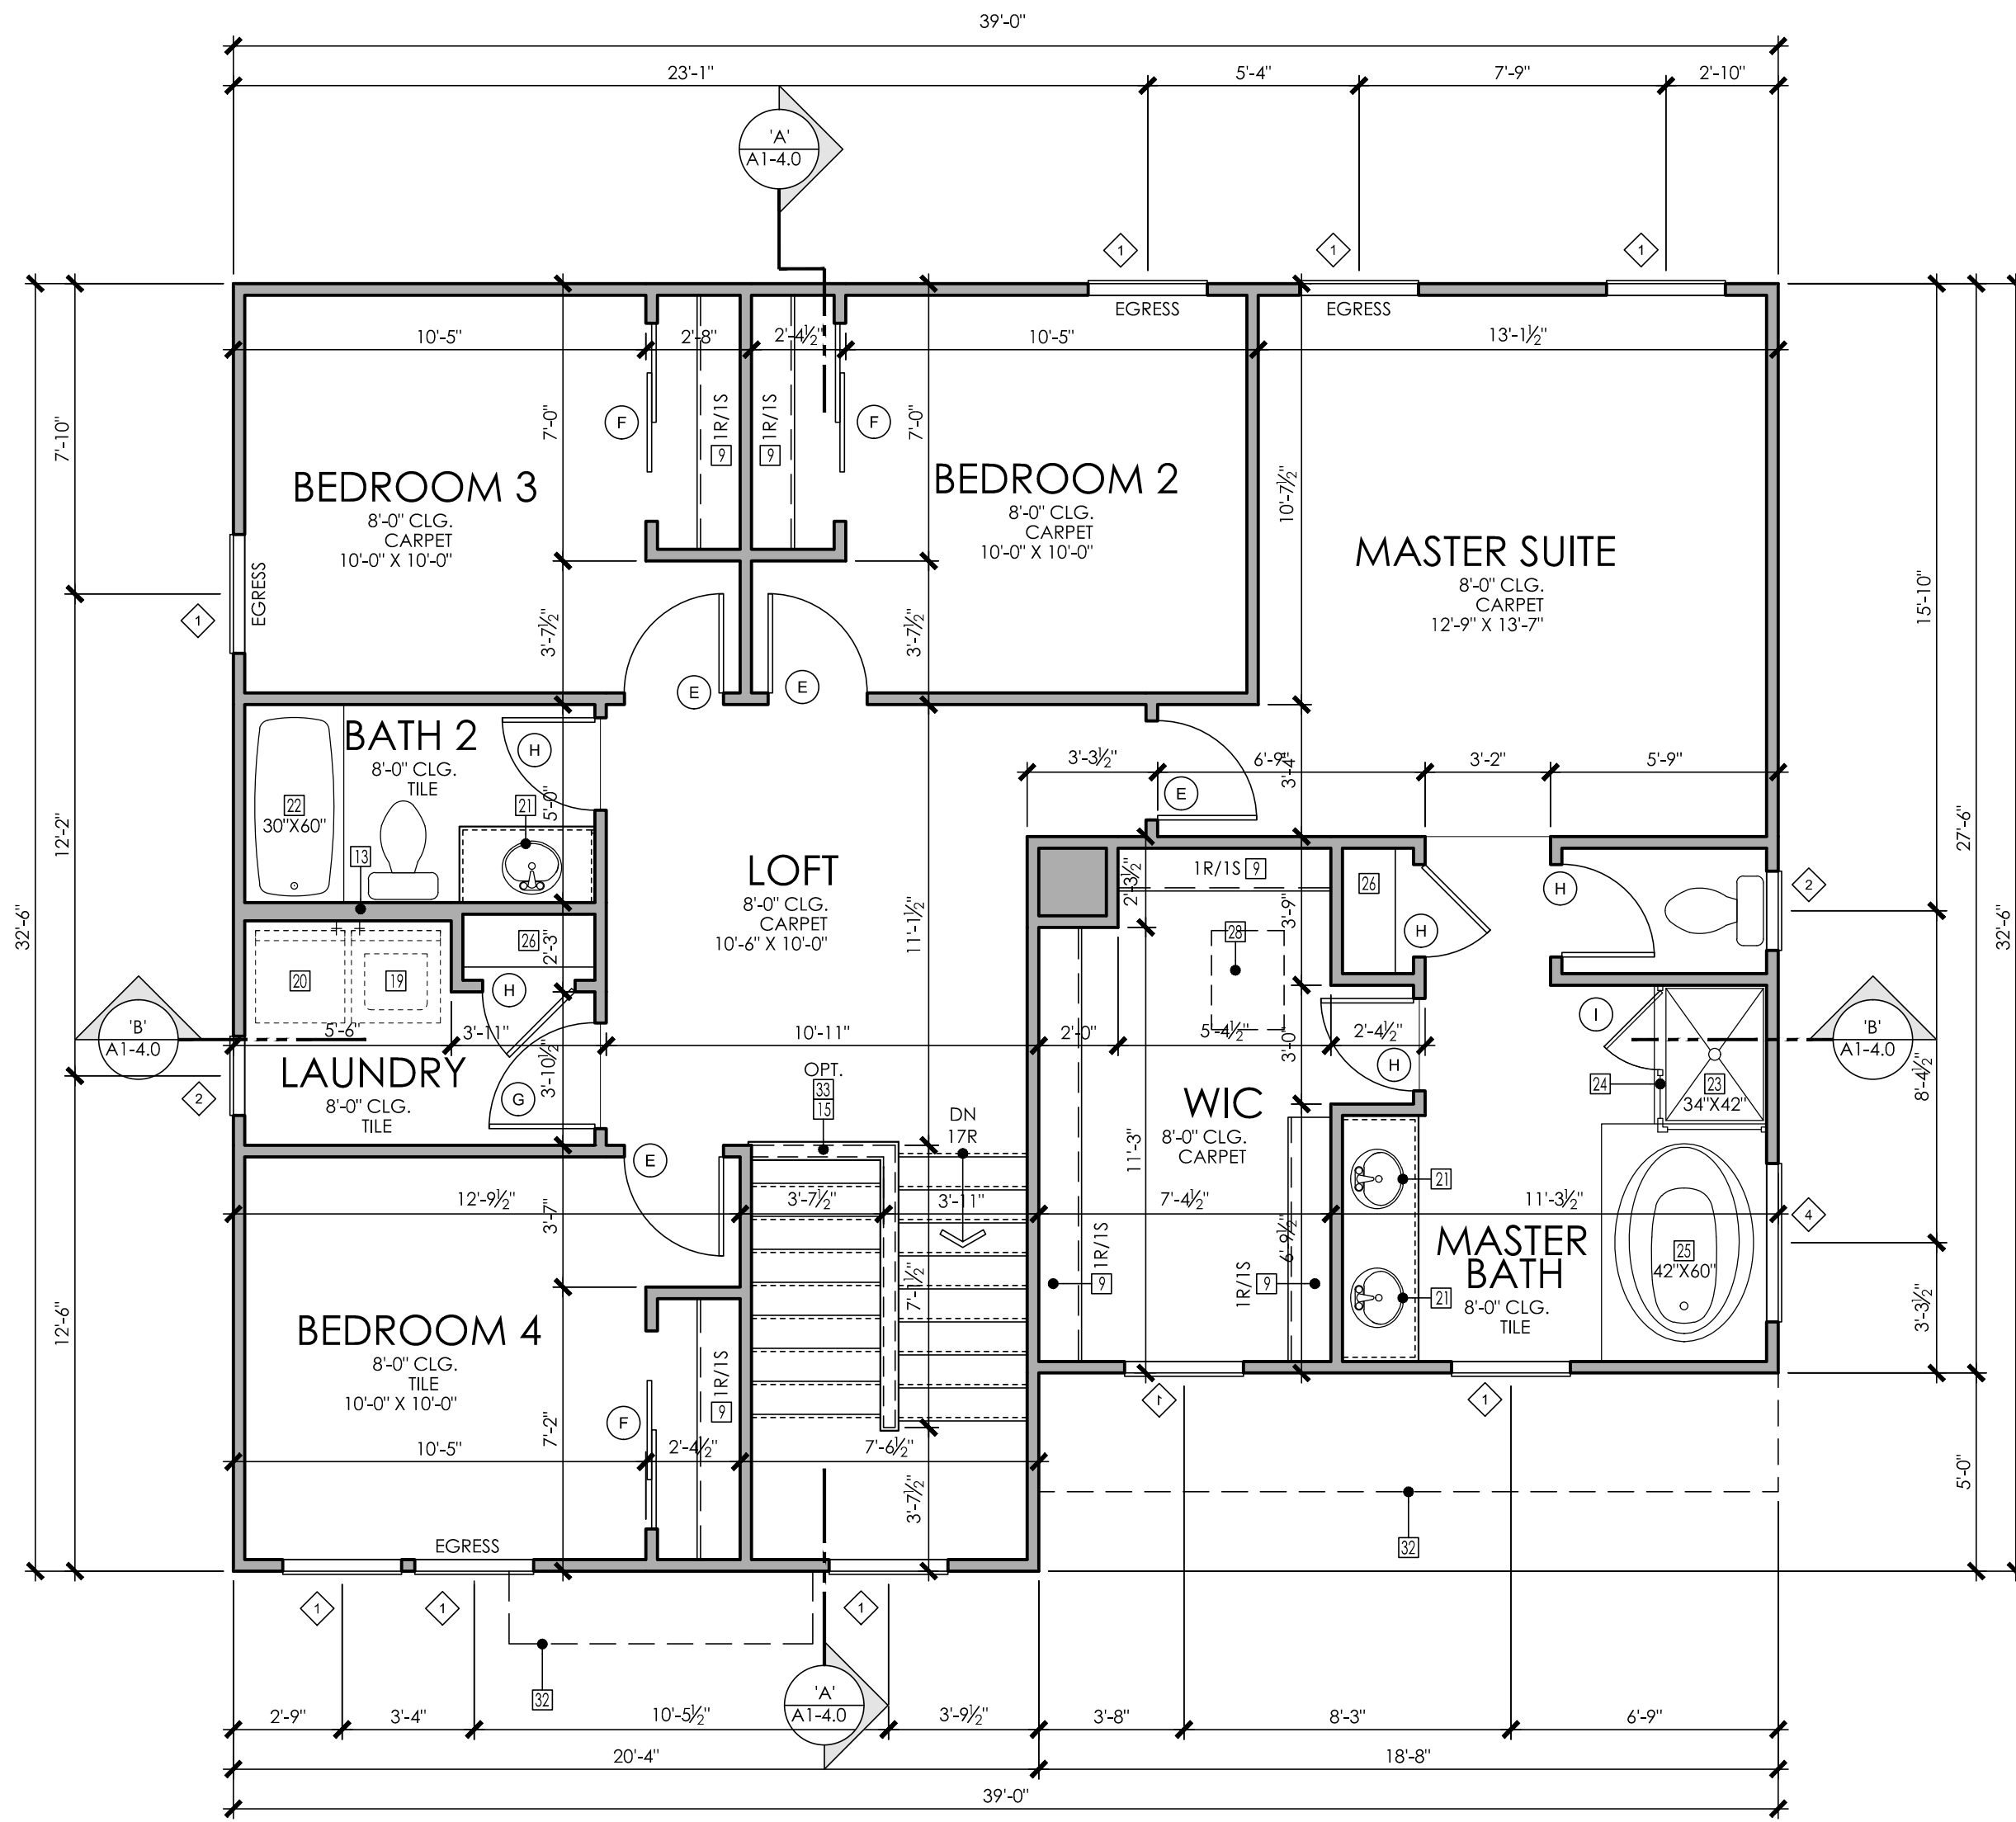 39'-0"
23'-1"
5'-4"
7'-9"
2'-10"
'A'
A1-4.0
1
1
1
EGRESS
EGRESS
10'-5"
2'-8"
2'-4½"
10'-5"
13'-1½"
7'-10"
7'-0"
F
1R/1S
9
1R/1S
9
F
7'-0"
10'-7½"
BEDROOM 3
8'-0" CLG.
CARPET
10'-0" X 10'-0"
BEDROOM 2
8'-0" CLG.
CARPET
10'-0" X 10'-0"
MASTER SUITE
8'-0" CLG.
CARPET
12'-9" X 13'-7"
EGRESS
1
3'-7½"
3'-7½"
15'-10"
E
E
BATH 2
8'-0" CLG.
TILE
H
22
30"X60"
21
5'-0"
13
3'-3½"
6'-9"
3'-4"
3'-2"
5'-9"
E
12'-2"
27'-6"
32'-6"
32'-6"
LOFT
8'-0" CLG.
CARPET
10'-6" X 10'-0"
11'-1½"
2'-3½"
1R/1S
9
26
3'-9"
H
H
2
28
26
2'-3"
20
19
H
5'-6"
3'-11"
10'-11"
2'-0"
5'-4½"
2'-4½"
3'-0"
H
I
'B'
A1-4.0
'B'
A1-4.0
LAUNDRY
8'-0" CLG.
TILE
3'-10½"
G
2
OPT.
33
15
DN
17R
WIC
8'-0" CLG.
CARPET
24
23
34"X42"
8'-4½"
E
11'-3"
12'-9½"
3'-7½"
3'-11"
7'-4½"
11'-3½"
21
4
3'-7"
1R/1S
9
1R/1S
9
6'-9½"
MASTER
BATH
8'-0" CLG.
TILE
21
25
42"X60"
7'-1½"
3'-3½"
12'-6"
BEDROOM 4
8'-0" CLG.
TILE
10'-0" X 10'-0"
1R/1S
9
F
7'-2"
1
1
10'-5"
2'-4½"
7'-6½"
3'-7½"
5'-0"
EGRESS
32
1
1
1
32
'A'
A1-4.0
2'-9"
3'-4"
10'-5½"
3'-9½"
3'-8"
8'-3"
6'-9"
20'-4"
18'-8"
39'-0"